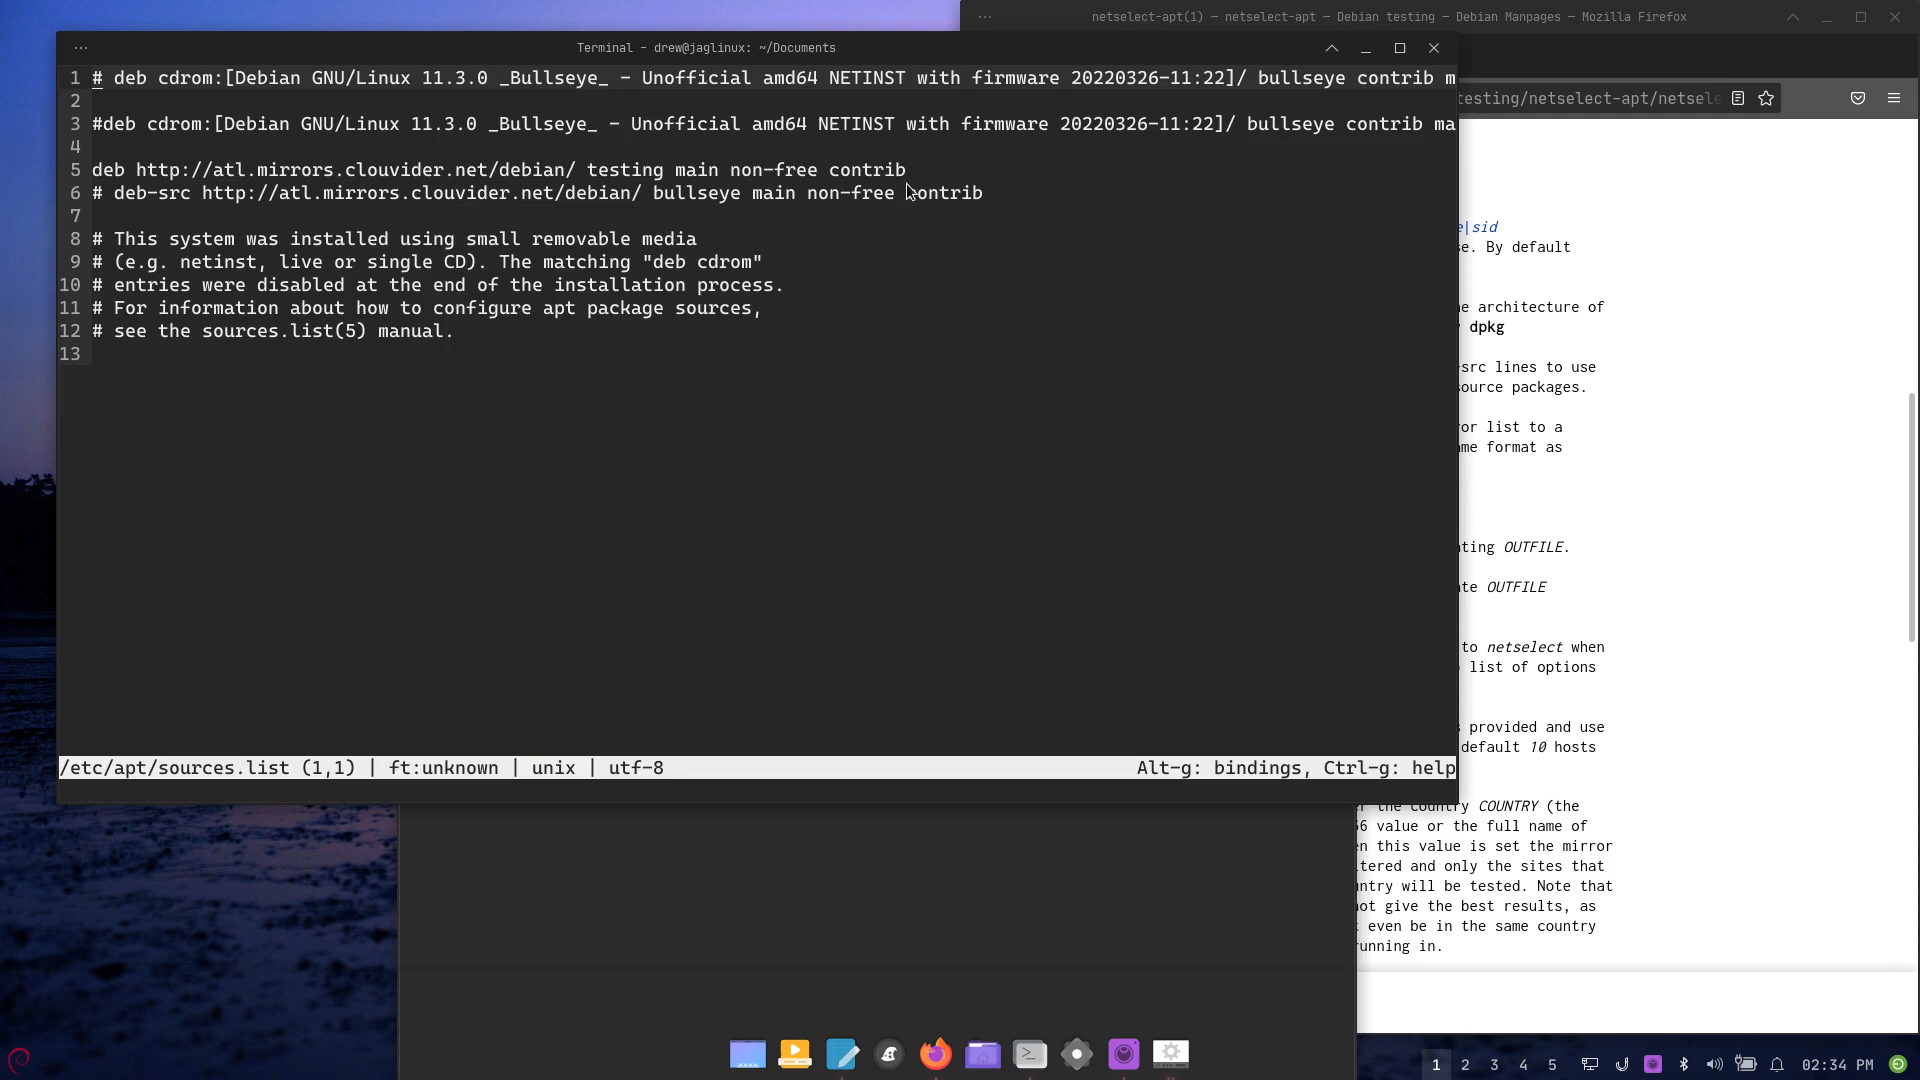 netselect-apt(1) — netselect-apt — Debian testing — Debian Manpages — Mozilla Firefox
Terminal - drew@jaglinux: ~/Documents
1 # deb cdrom:[Debian GNU/Linux 11.3.0 _Bullseye_ - Unofficial amd64 NETINST with firmware 20220326-11:22]/ bullseye contrib m
2
3 #deb cdrom:[Debian GNU/Linux 11.3.0 _Bullseye_ - Unofficial amd64 NETINST with firmware 20220326-11:22]/ bullseye contrib ma
4
5 deb http://atl.mirrors.clouvider.net/debian/ testing main non-free contrib
6 # deb-src http://atl.mirrors.clouvider.net/debian/ bullseye main non-free contrib
7
8 # This system was installed using small removable media
9 # (e.g. netinst, live or single CD). The matching "deb cdrom"
10 # entries were disabled at the end of the installation process.
11 # For information about how to configure apt package sources,
12 # see the sources.list(5) manual.
13
/etc/apt/sources.list (1,1) | ft:unknown | unix | utf-8 Alt-g: bindings, Ctrl-g: help
testing/netselect-apt/netsele
e|sid
se. By default
he architecture of
dpkg
-src lines to use
source packages.
ror list to a
ame format as
ating OUTFILE.
ate OUTFILE
to netselect when
list of options
s provided and use
default 10 hosts
r the country COUNTRY (the
66 value or the full name of
en this value is set the mirror
tered and only the sites that
untry will be tested. Note that
not give the best results, as
t even be in the same country
running in.
1 2 3 4 5 02:34 PM